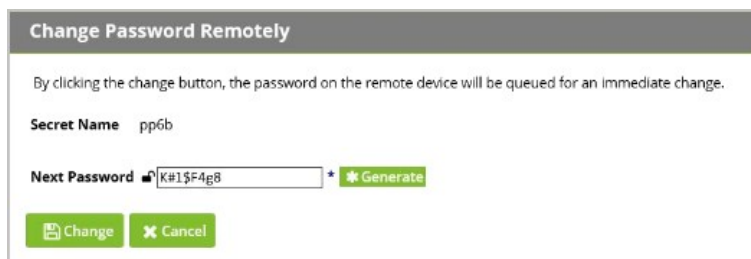 Change Password Remotely
By clicking the change button, the password on the remote device will be queued for an immediate change.
Secret Name pp6b
Next Password K#1$F4g8 * Generate
Change Cancel